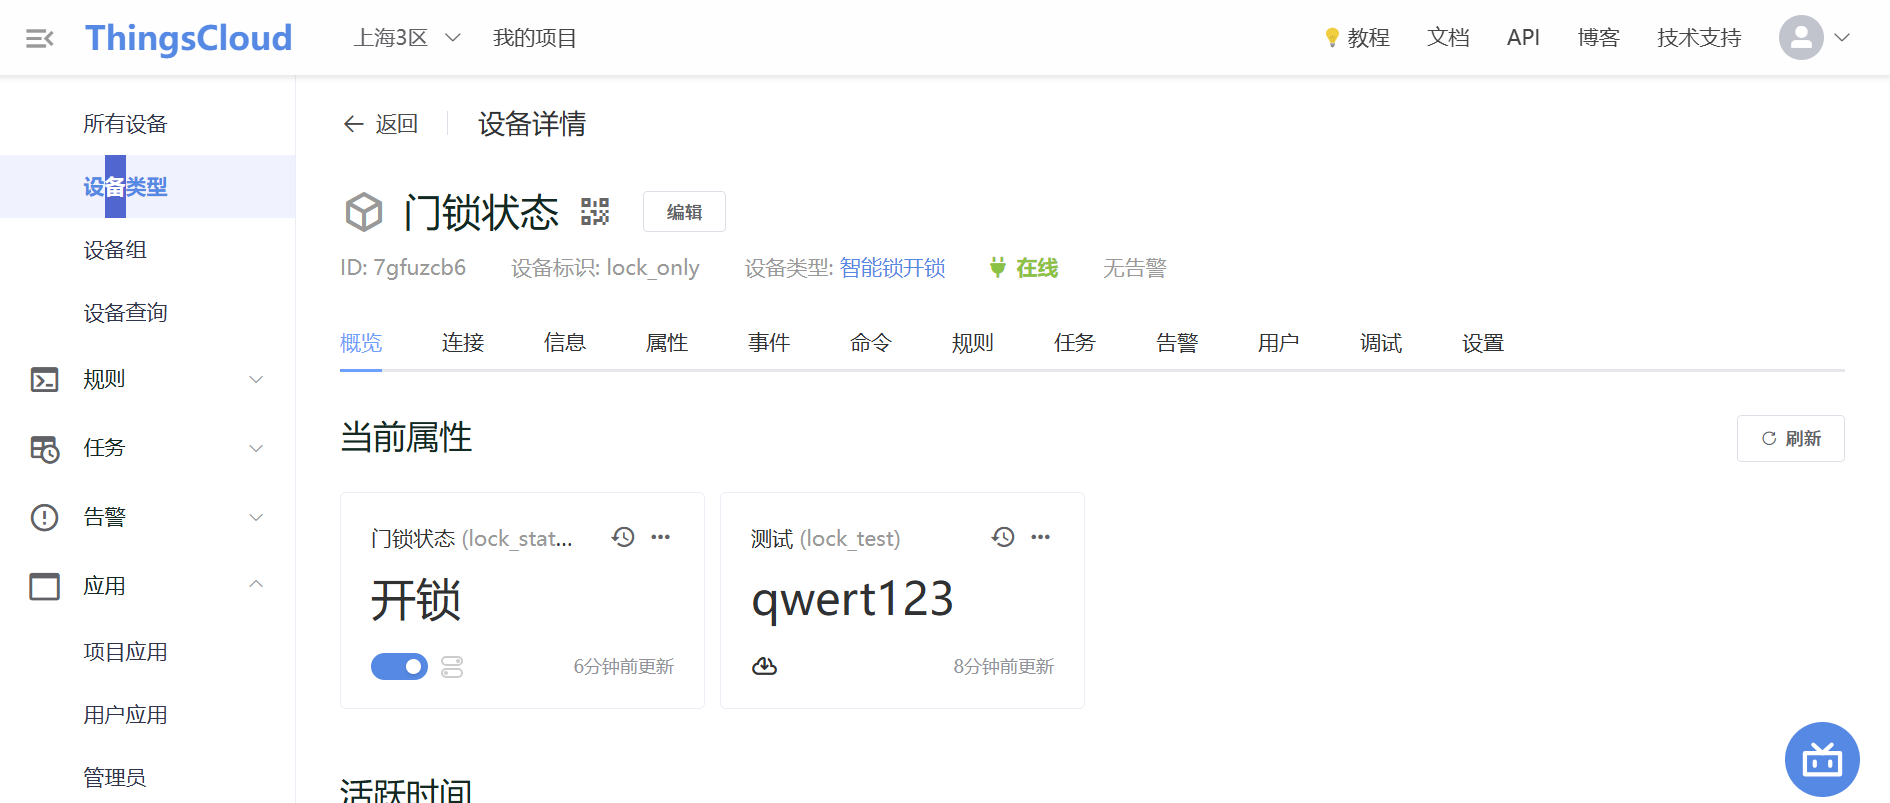 ThingsCloud 上海3区 我的项目 教程 文档 API 博客 技术支持
所有设备
设备类型
设备组
设备查询
规则
任务
告警
应用
项目应用
用户应用
管理员
返回 设备详情
门锁状态 编辑
ID: 7gfuzcb6 设备标识: lock_only 设备类型: 智能锁开锁 在线 无告警
概览 连接 信息 属性 事件 命令 规则 任务 告警 用户 调试 设置
当前属性 刷新
门锁状态 (lock_stat...
开锁
6分钟前更新
测试 (lock_test)
qwert123
8分钟前更新
活跃时间